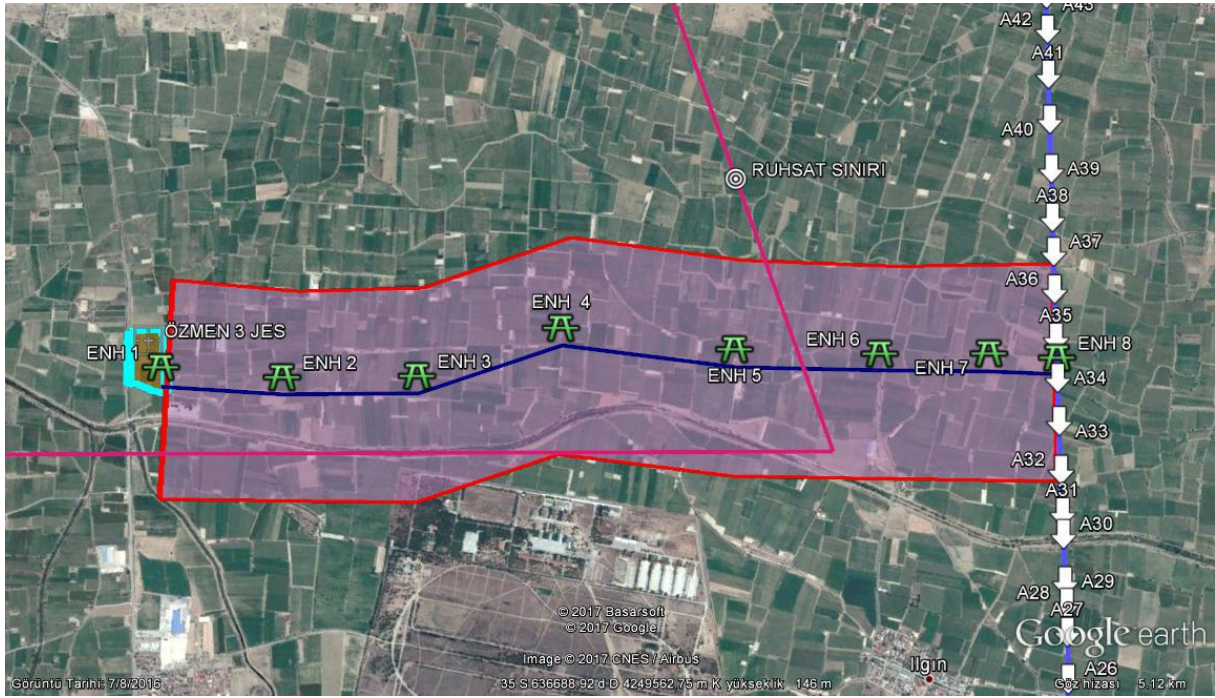 A43
A42
A41
A40
A39
RUHSAT SINIRI
A38
A37
A36
ENH 4
A35
ÖZMEN 3 JES
ENH 6
ENH 8
ENH 1
ENH 2
ENH 3
ENH 5
ENH 7
A34
A33
A32
A31
A30
A28
A29
A27
© 2017 Basarsoft
© 2017 Google
Google earth
Image © 2017 CNES / Airbus
Ilgın
A26
Görüntü Tarihi: 7/8/2016
35 S 636688.92 d D 4249562.75 m K yükseklik 146 m
Göz hizası 5.12 km